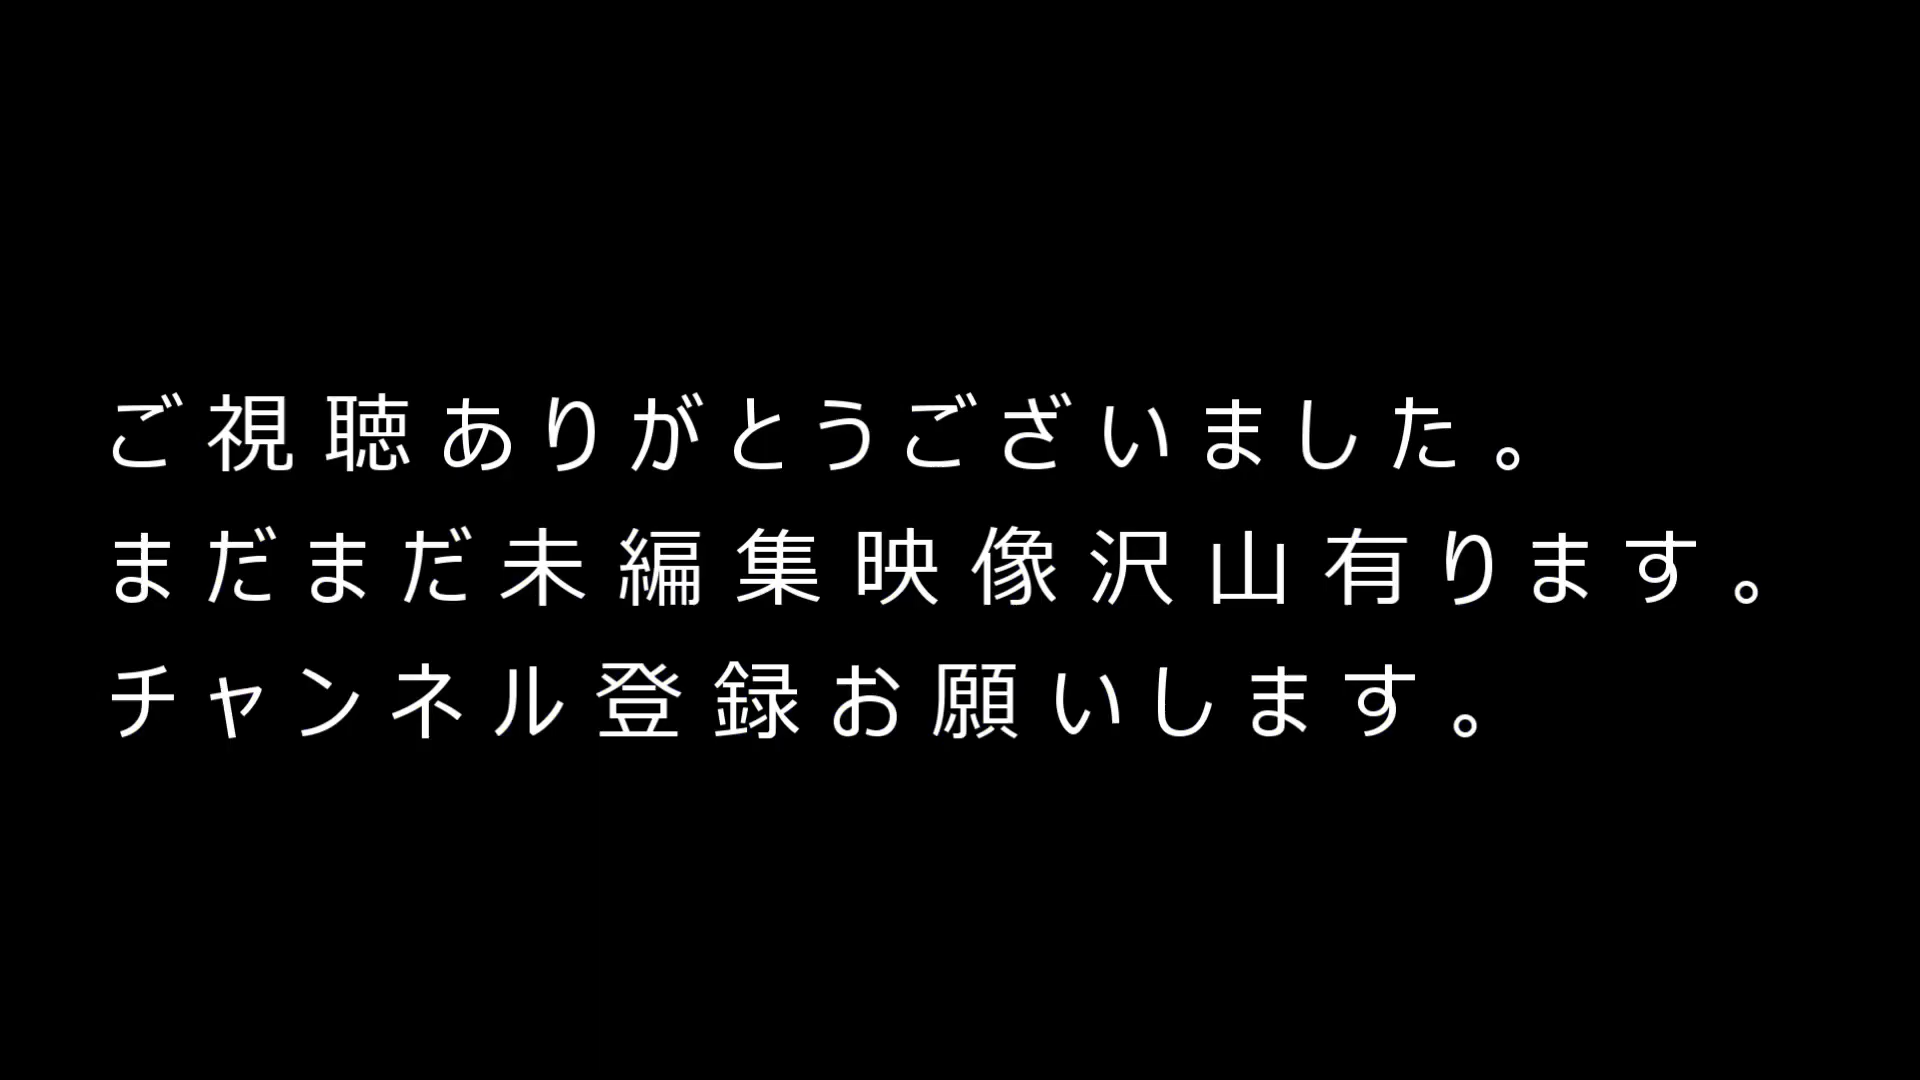 ご視聴ありがとうございました。
まだまだ未編集映像沢山有ります。
チャンネル登録お願いします。